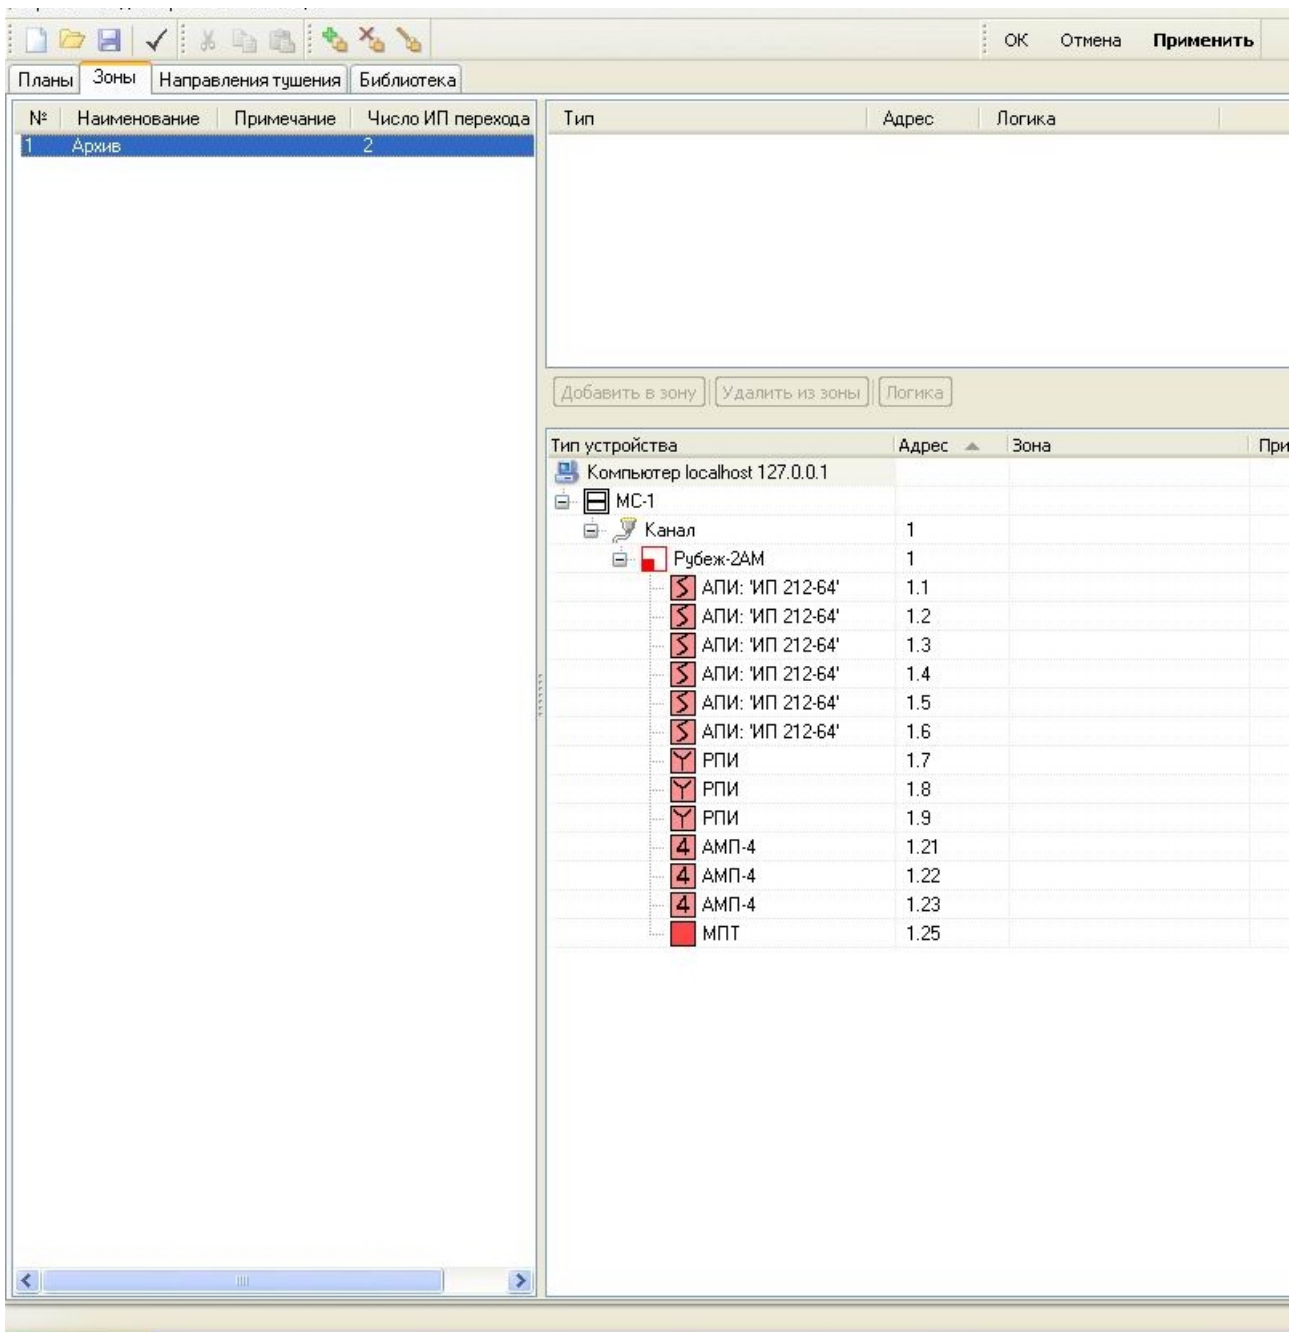 ОК Отмена Применить
Планы Зоны Направления тушения Библиотека
№ Наименование Примечание Число ИП перехода
1 Архив 2
Тип Адрес Логика
Добавить в зону Удалить из зоны Логика
Тип устройства Адрес Зона При
Компьютер localhost 127.0.0.1
МС-1
Канал 1
Рубеж-2АМ 1
АПИ: 'ИП 212-64' 1.1
АПИ: 'ИП 212-64' 1.2
АПИ: 'ИП 212-64' 1.3
АПИ: 'ИП 212-64' 1.4
АПИ: 'ИП 212-64' 1.5
АПИ: 'ИП 212-64' 1.6
РПИ 1.7
РПИ 1.8
РПИ 1.9
4 АМП-4 1.21
4 АМП-4 1.22
4 АМП-4 1.23
МПТ 1.25